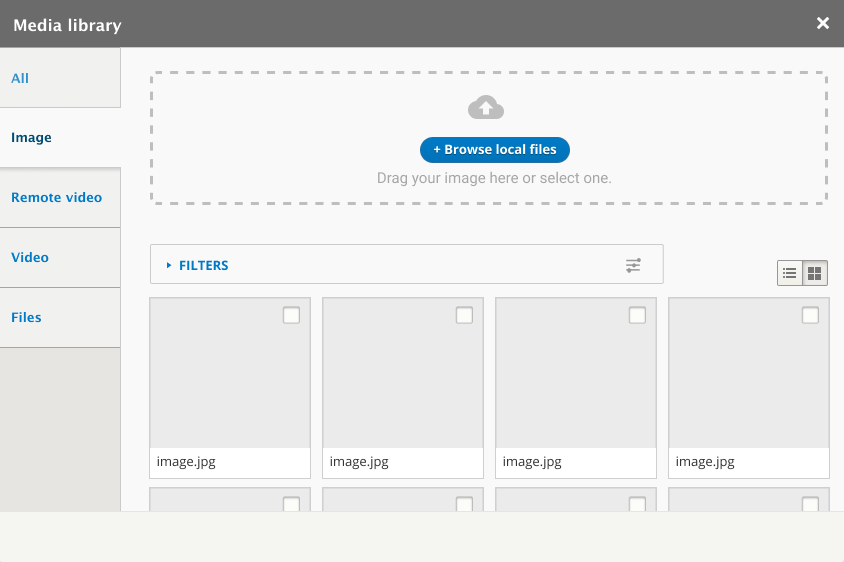 Media library
All
Image
Remote video
Video
Files
+ Browse local files
Drag your image here or select one.
FILTERS
image.jpg
image.jpg
image.jpg
image.jpg